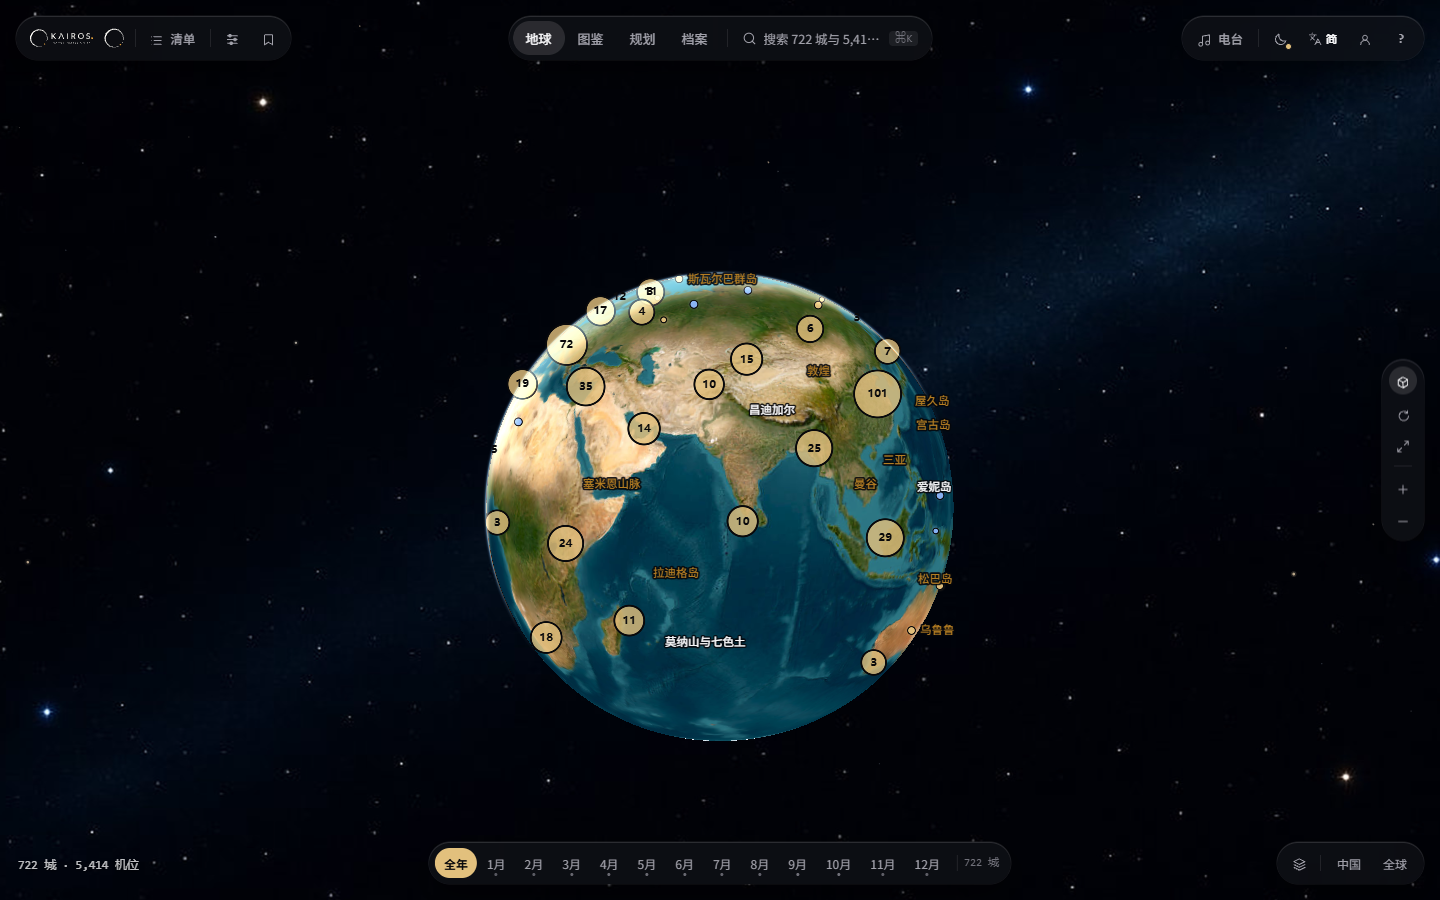 KAIROS.
清单
地球
图鉴
规划
档案
搜索 722 城与 5,41…
⌘K
电台
简
?
斯瓦尔巴群岛
17
4
6
72
7
15
19
35
10
敦煌
101
昌迪加尔
屋久岛
宫古岛
14
25
三亚
塞米恩山脉
曼谷
爱妮岛
3
10
24
29
拉迪格岛
松巴岛
11
乌鲁鲁
18
莫纳山与七色土
3
722 城 · 5,414 机位
全年
1月
2月
3月
4月
5月
6月
7月
8月
9月
10月
11月
12月
722 城
中国
全球